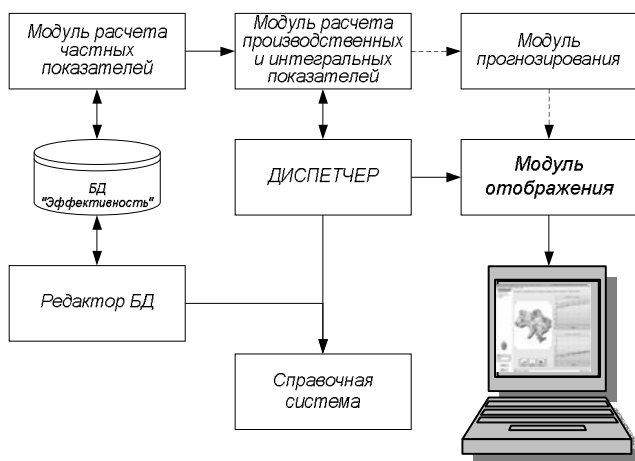 Модуль расчета
частных
показателей
Модуль расчета
производственных
и интегральных
показателей
Модуль
прогнозирования
БД
"Эффективность"
ДИСПЕТЧЕР
Модуль
отображения
Редактор БД
Справочная
система